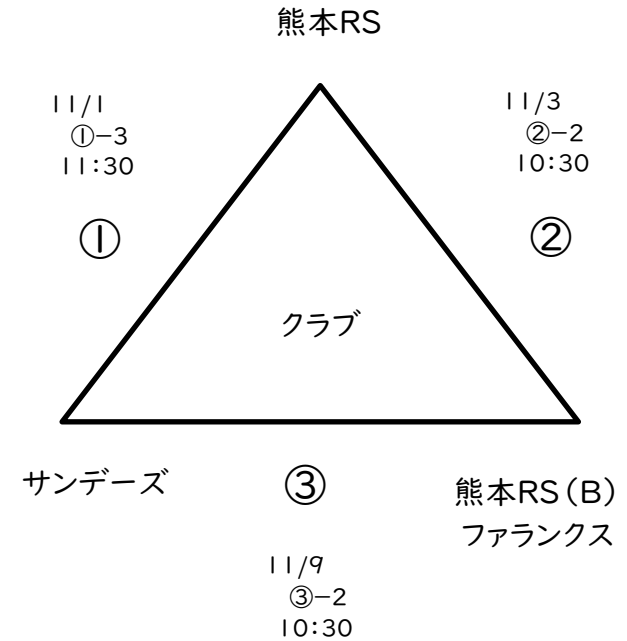 熊本RS
11/1
①-3
11:30
11/3
②-2
10:30
①
②
クラブ
サンデーズ
③
熊本RS(B)
ファランクス
11/9
③-2
10:30